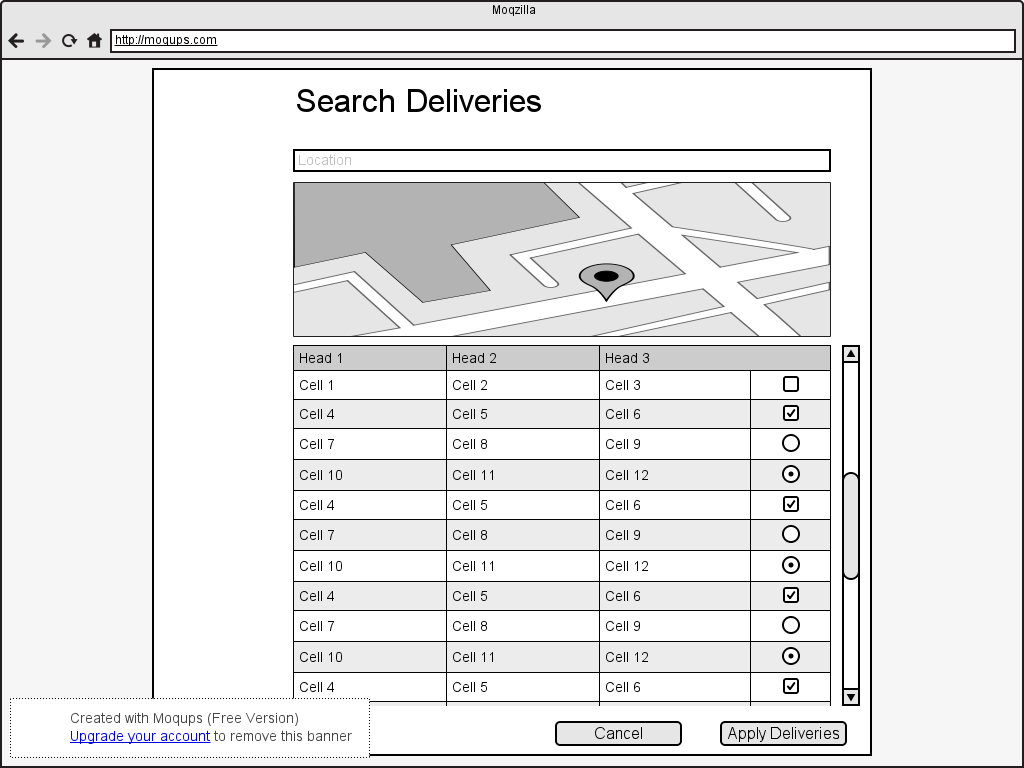 Moqzilla
http://moqups.com
Search Deliveries
Location
Head 1 Head 2 Head 3
Cell 1 Cell 2 Cell 3
Cell 4 Cell 5 Cell 6
Cell 7 Cell 8 Cell 9
Cell 10 Cell 11 Cell 12
Cell 4 Cell 5 Cell 6
Cell 7 Cell 8 Cell 9
Cell 10 Cell 11 Cell 12
Cell 4 Cell 5 Cell 6
Cell 7 Cell 8 Cell 9
Cell 10 Cell 11 Cell 12
Cell 4 Cell 5 Cell 6
Created with Moqups (Free Version)
Upgrade your account to remove this banner
Cancel Apply Deliveries